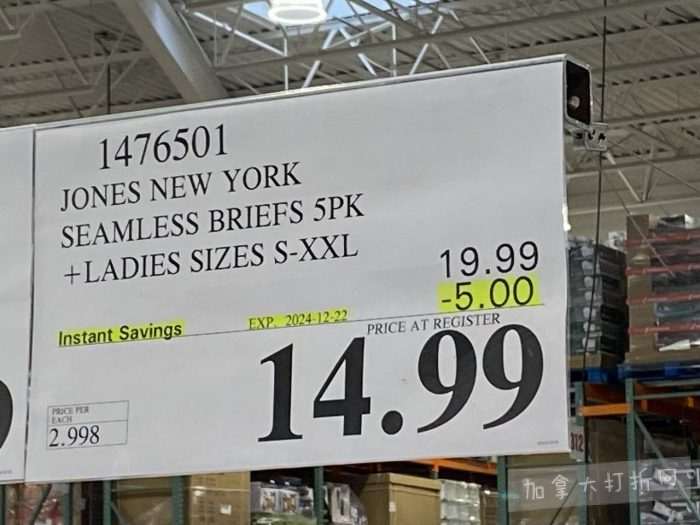 1476501
JONES NEW YORK
SEAMLESS BRIEFS 5PK
+LADIES SIZES S-XXL
19.99
-5.00
Instant Savings
EXP. 2024-12-22
PRICE AT REGISTER
14.99
PRICE PER
EACH
2.998
312
加拿大打折网